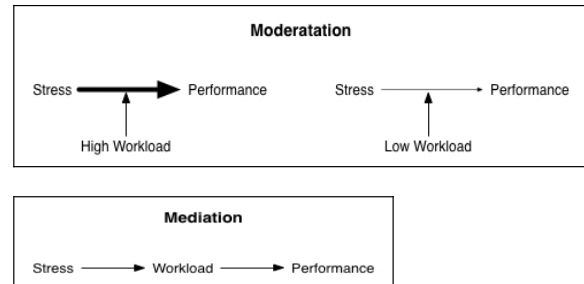 Moderatation
Stress Performance Stress Performance
High Workload Low Workload
Mediation
Stress Workload Performance